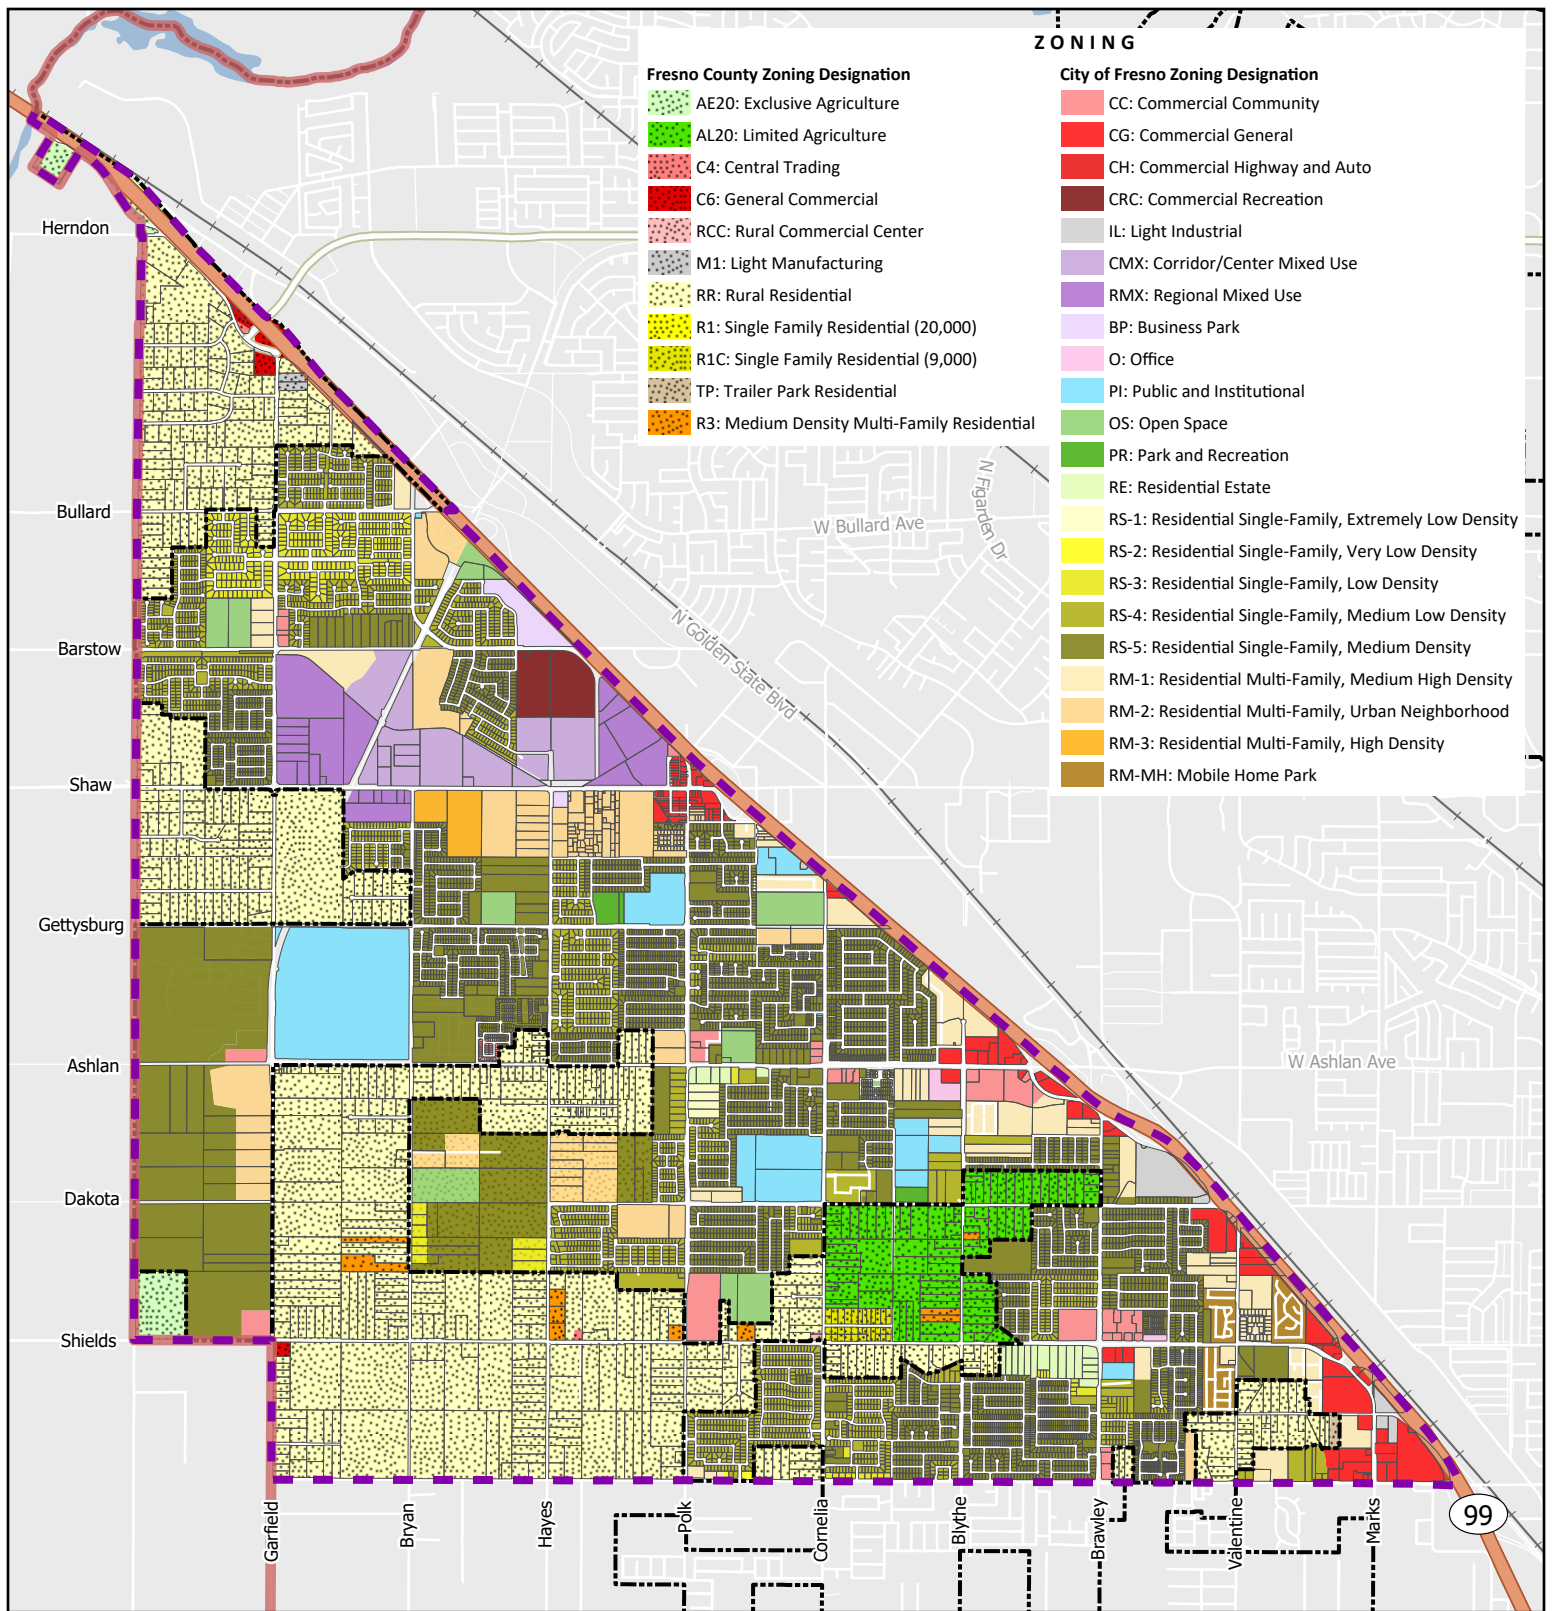 ZONING
Fresno County Zoning Designation
AE20: Exclusive Agriculture
AL20: Limited Agriculture
C4: Central Trading
C6: General Commercial
RCC: Rural Commercial Center
M1: Light Manufacturing
RR: Rural Residential
R1: Single Family Residential (20,000)
R1C: Single Family Residential (9,000)
TP: Trailer Park Residential
R3: Medium Density Multi-Family Residential
City of Fresno Zoning Designation
CC: Commercial Community
CG: Commercial General
CH: Commercial Highway and Auto
CRC: Commercial Recreation
IL: Light Industrial
CMX: Corridor/Center Mixed Use
RMX: Regional Mixed Use
BP: Business Park
O: Office
PI: Public and Institutional
OS: Open Space
PR: Park and Recreation
RE: Residential Estate
RS-1: Residential Single-Family, Extremely Low Density
RS-2: Residential Single-Family, Very Low Density
RS-3: Residential Single-Family, Low Density
RS-4: Residential Single-Family, Medium Low Density
RS-5: Residential Single-Family, Medium Density
RM-1: Residential Multi-Family, Medium High Density
RM-2: Residential Multi-Family, Urban Neighborhood
RM-3: Residential Multi-Family, High Density
RM-MH: Mobile Home Park
Herndon
Bullard
Barstow
Shaw
Gettysburg
Ashlan
Dakota
Shields
W Bullard Ave
N Figarden Dr
N Golden State Blvd
W Ashlan Ave
Garfield
Bryan
Hayes
Polk
Cornelia
Blythe
Brawley
Valentine
Marks
99